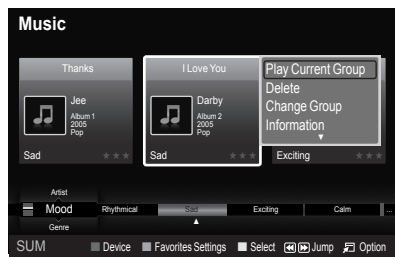 Music
Thanks
Jee
Album 1
2005
Pop
Sad
I Love You
Darby
Album 2
2005
Pop
Sad
Play Current Group
Delete
Change Group
Information
Exciting
Artist
Mood
Genre
Rhythmical
Sad
Exciting
Calm
...
SUM
Device
Favorites Settings
Select
Jump
Option